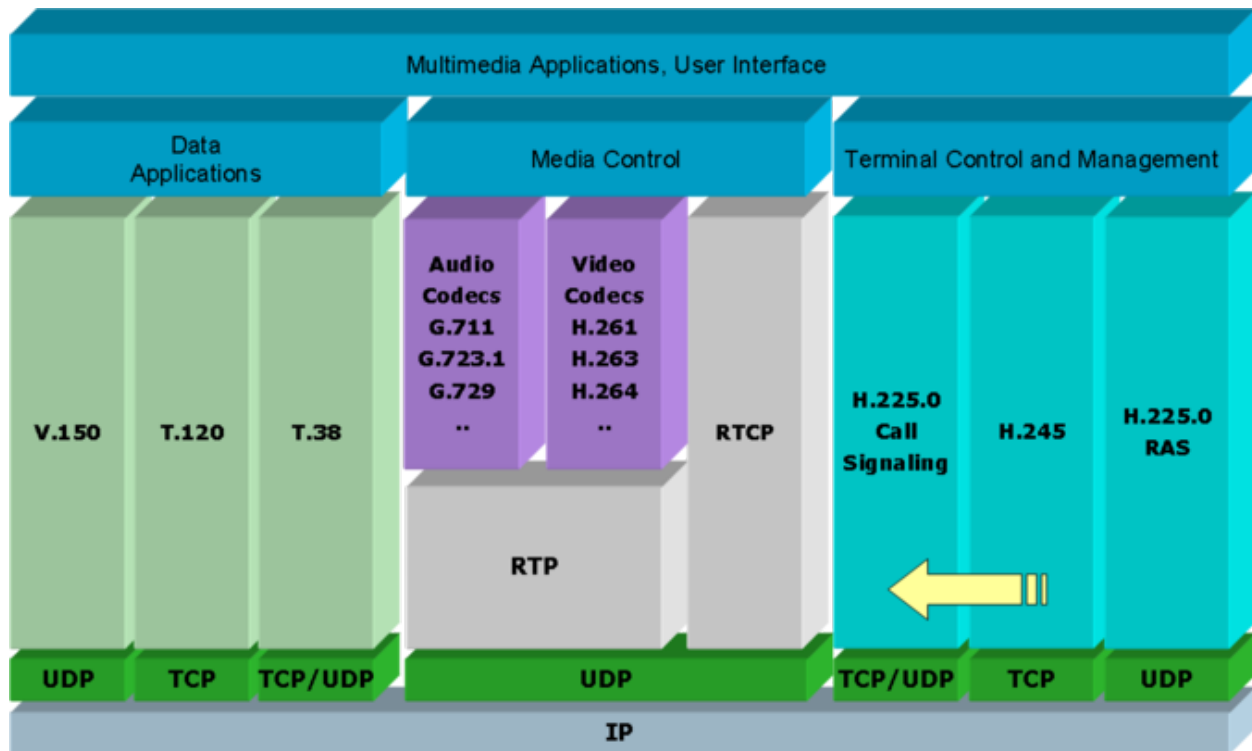 Multimedia Applications, User Interface
Data
Applications
Media Control
Terminal Control and Management
V.150
T.120
T.38
Audio
Codecs
G.711
G.723.1
G.729
..
Video
Codecs
H.261
H.263
H.264
..
RTP
RTCP
H.225.0
Call
Signaling
H.245
H.225.0
RAS
UDP
TCP
TCP/UDP
UDP
TCP/UDP
TCP
UDP
IP